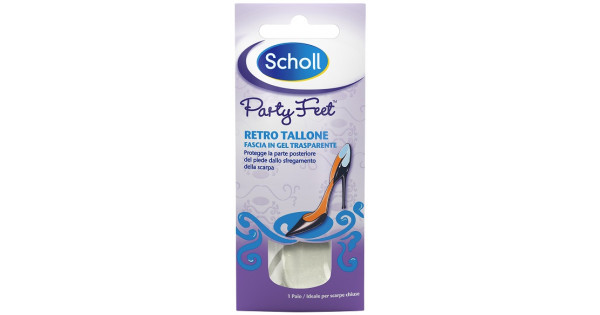 Scholl
Party Feet™
RETRO TALLONE
FASCIA IN GEL TRASPARENTE
Protegge la parte posteriore
del piede dallo sfregamento
della scarpa
1 Paio / Ideale per scarpe chiuse